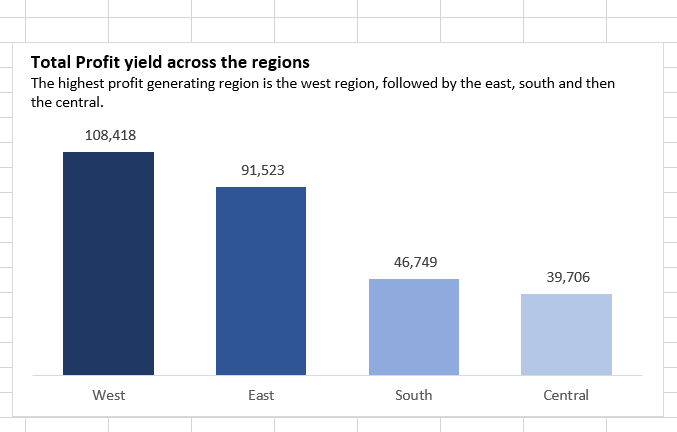 Total Profit yield across the regions
The highest profit generating region is the west region, followed by the east, south and then
the central.
108,418
91,523
46,749
39,706
West
East
South
Central